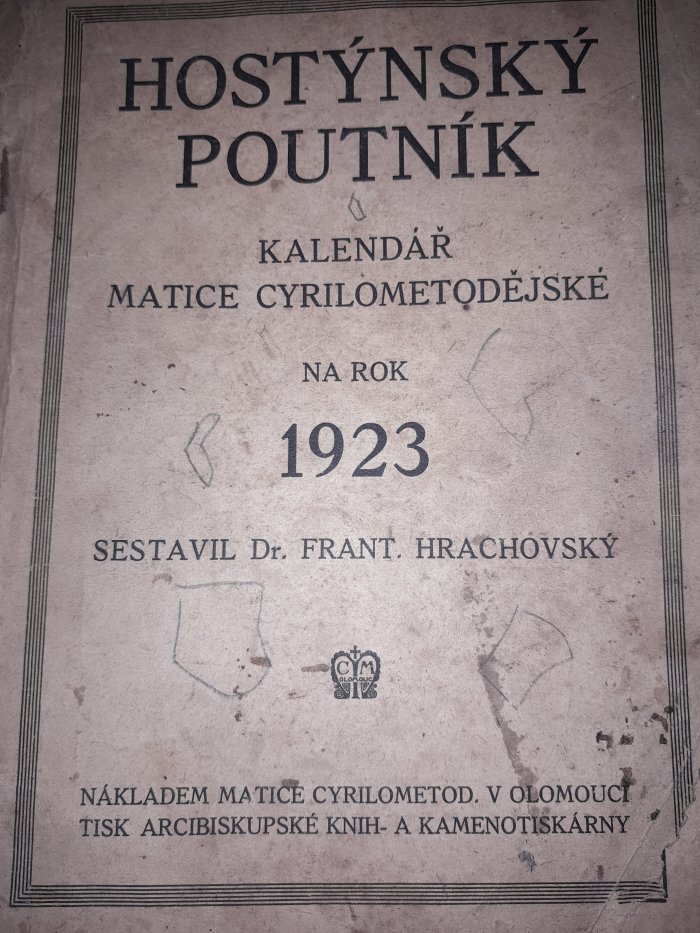 HOSTÝNSKÝ
POUTNÍK
KALENDÁŘ
MATICE CYRILOMETODĚJSKÉ
NA ROK
1923
SESTAVIL Dr. FRANT. HRACHOVSKÝ
C M
OLOMOUC
NÁKLADEM MATICE CYRILOMETOD. V OLOMOUCI
TISK ARCIBISKUPSKÉ KNIH- A KAMENOTISKÁRNY